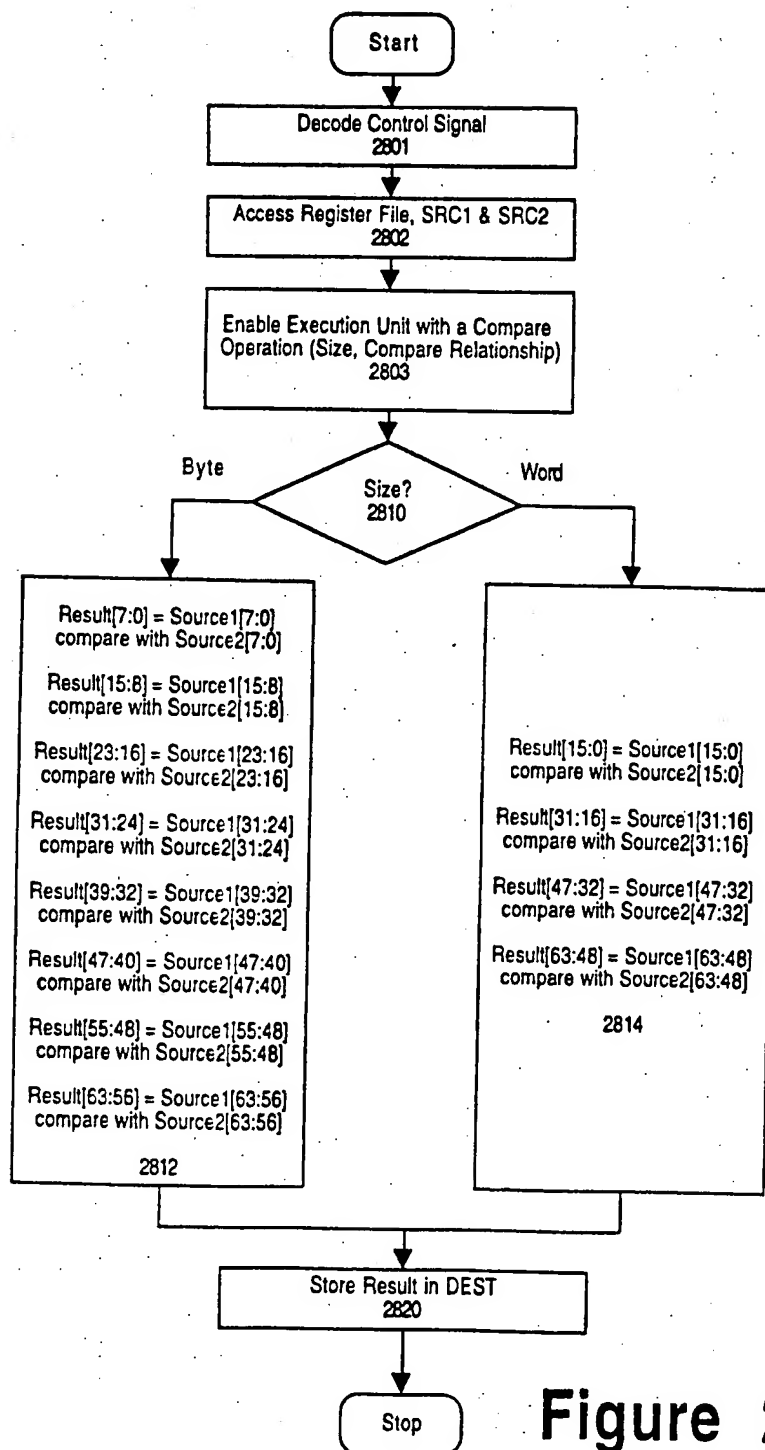 Start
Decode Control Signal
2801
Access Register File, SRC1 & SRC2
2802
Enable Execution Unit with a Compare
Operation (Size, Compare Relationship)
2803
Byte
Size?
2810
Word
Result[7:0] = Source1[7:0]
compare with Source2[7:0]
Result[15:8] = Source1[15:8]
compare with Source2[15:8]
Result[23:16] = Source1[23:16]
compare with Source2[23:16]
Result[31:24] = Source1[31:24]
compare with Source2[31:24]
Result[39:32] = Source1[39:32]
compare with Source2[39:32]
Result[47:40] = Source1[47:40]
compare with Source2[47:40]
Result[55:48] = Source1[55:48]
compare with Source2[55:48]
Result[63:56] = Source1[63:56]
compare with Source2[63:56]
2812
Result[15:0] = Source1[15:0]
compare with Source2[15:0]
Result[31:16] = Source1[31:16]
compare with Source2[31:16]
Result[47:32] = Source1[47:32]
compare with Source2[47:32]
Result[63:48] = Source1[63:48]
compare with Source2[63:48]
2814
Store Result in DEST
2820
Stop
Figure